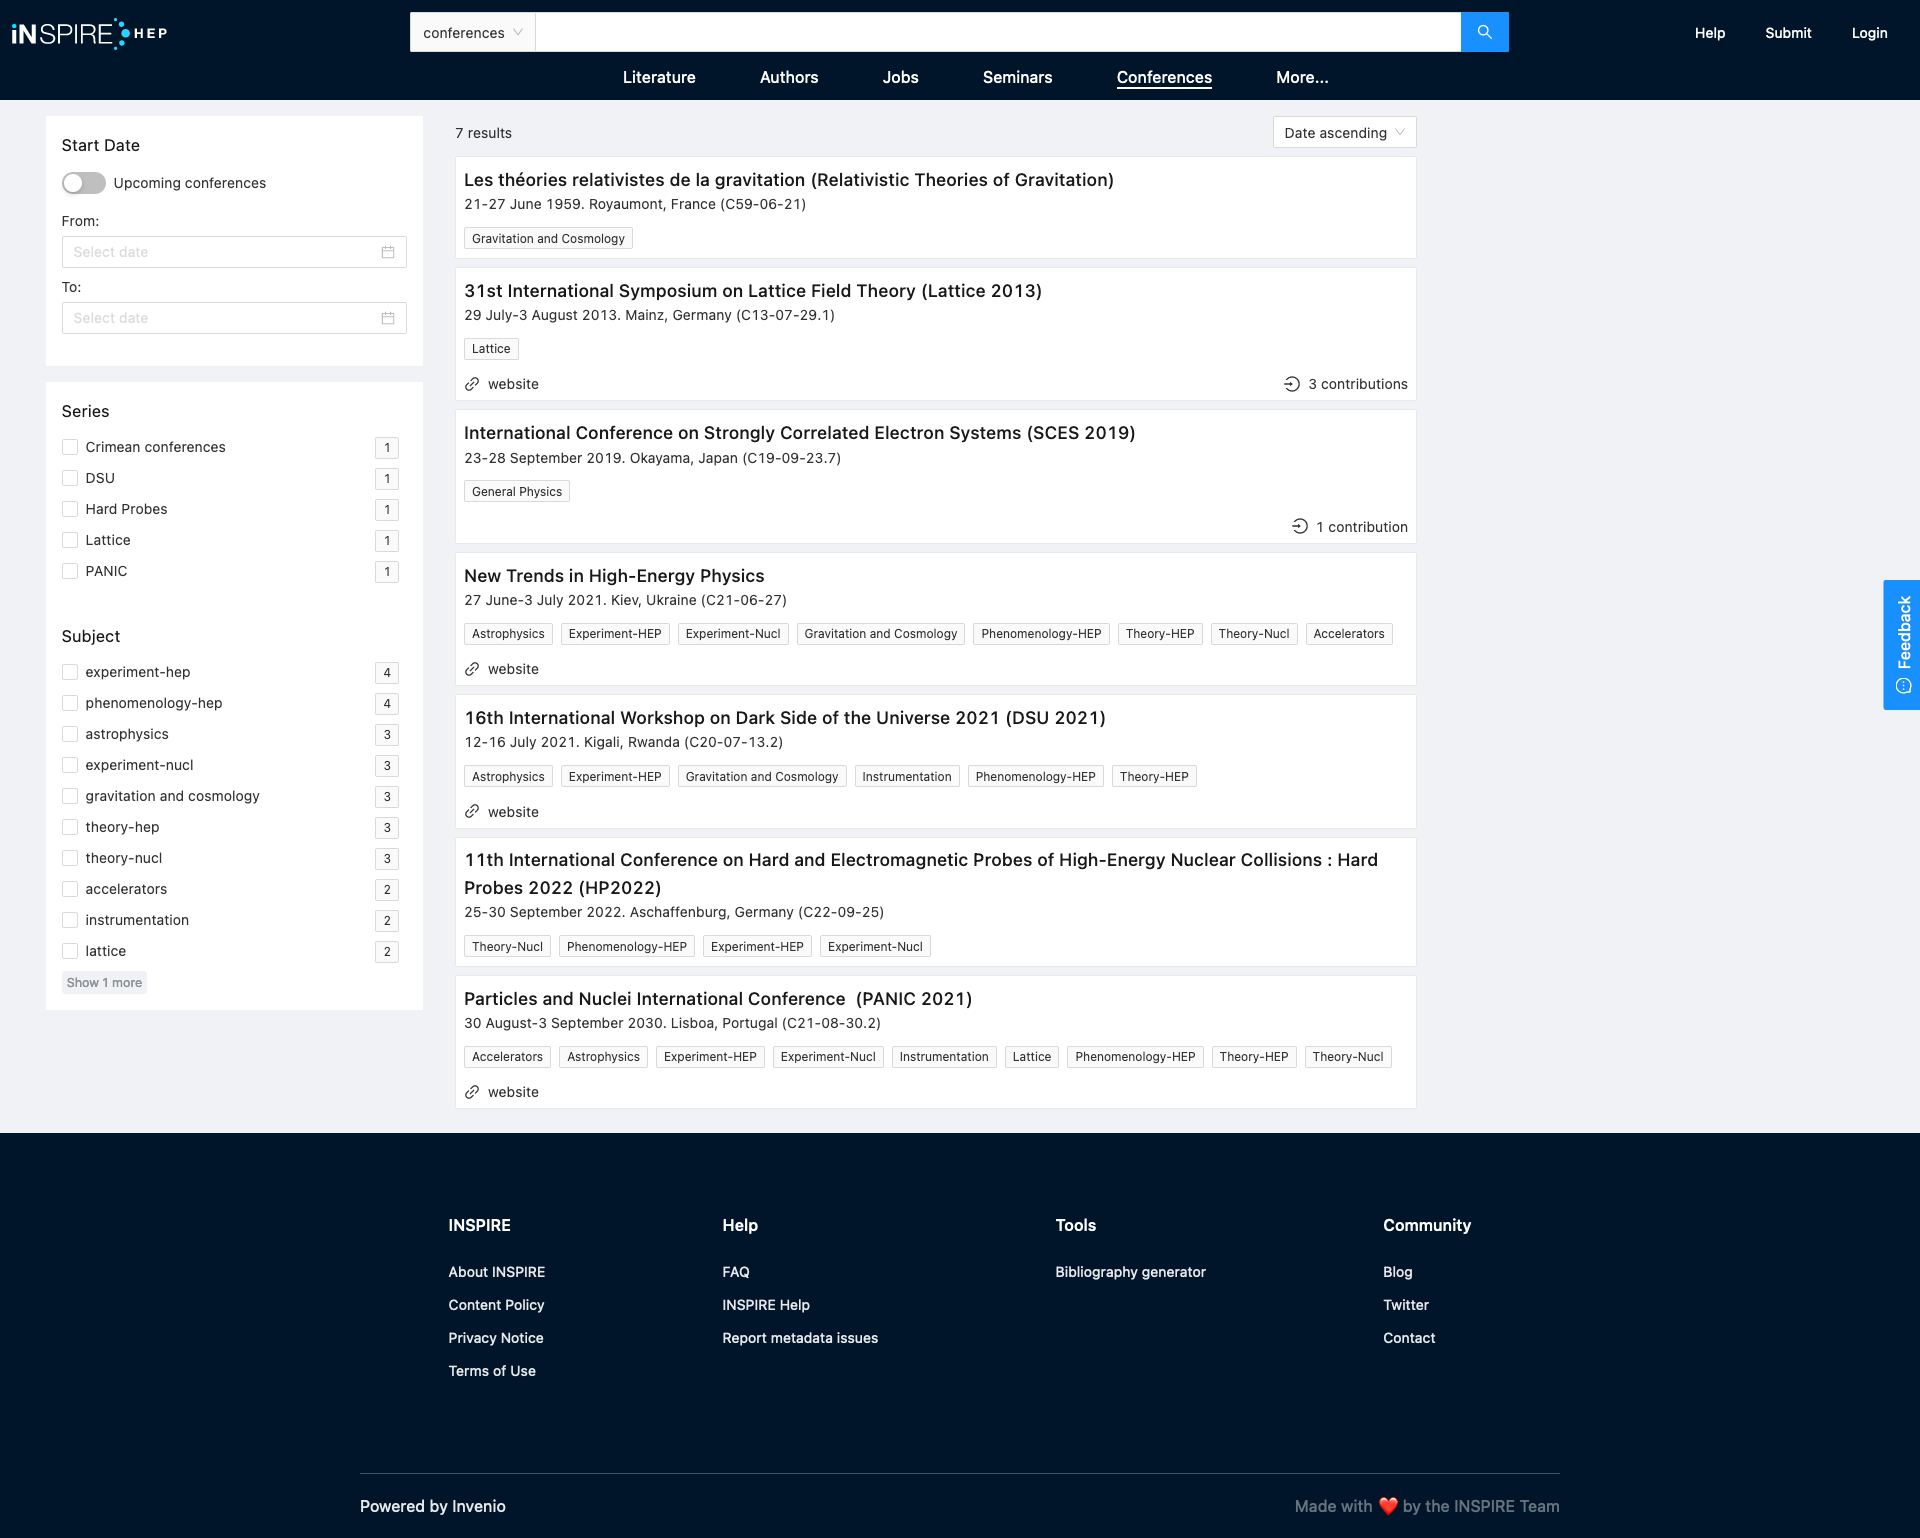 iNSPIRE HEP
conferences
Help
Submit
Login
Literature
Authors
Jobs
Seminars
Conferences
More...
Start Date
Upcoming conferences
From:
Select date
To:
Select date
Series
Crimean conferences 1
DSU 1
Hard Probes 1
Lattice 1
PANIC 1
Subject
experiment-hep 4
phenomenology-hep 4
astrophysics 3
experiment-nucl 3
gravitation and cosmology 3
theory-hep 3
theory-nucl 3
accelerators 2
instrumentation 2
lattice 2
Show 1 more
7 results
Date ascending
Les théories relativistes de la gravitation (Relativistic Theories of Gravitation)
21-27 June 1959. Royaumont, France (C59-06-21)
Gravitation and Cosmology
31st International Symposium on Lattice Field Theory (Lattice 2013)
29 July-3 August 2013. Mainz, Germany (C13-07-29.1)
Lattice
website
3 contributions
International Conference on Strongly Correlated Electron Systems (SCES 2019)
23-28 September 2019. Okayama, Japan (C19-09-23.7)
General Physics
1 contribution
New Trends in High-Energy Physics
27 June-3 July 2021. Kiev, Ukraine (C21-06-27)
Astrophysics Experiment-HEP Experiment-Nucl Gravitation and Cosmology Phenomenology-HEP Theory-HEP Theory-Nucl Accelerators
website
16th International Workshop on Dark Side of the Universe 2021 (DSU 2021)
12-16 July 2021. Kigali, Rwanda (C20-07-13.2)
Astrophysics Experiment-HEP Gravitation and Cosmology Instrumentation Phenomenology-HEP Theory-HEP
website
11th International Conference on Hard and Electromagnetic Probes of High-Energy Nuclear Collisions : Hard
Probes 2022 (HP2022)
25-30 September 2022. Aschaffenburg, Germany (C22-09-25)
Theory-Nucl Phenomenology-HEP Experiment-HEP Experiment-Nucl
Particles and Nuclei International Conference (PANIC 2021)
30 August-3 September 2030. Lisboa, Portugal (C21-08-30.2)
Accelerators Astrophysics Experiment-HEP Experiment-Nucl Instrumentation Lattice Phenomenology-HEP Theory-HEP Theory-Nucl
website
Feedback
INSPIRE
About INSPIRE
Content Policy
Privacy Notice
Terms of Use
Help
FAQ
INSPIRE Help
Report metadata issues
Tools
Bibliography generator
Community
Blog
Twitter
Contact
Powered by Invenio
Made with ❤️ by the INSPIRE Team